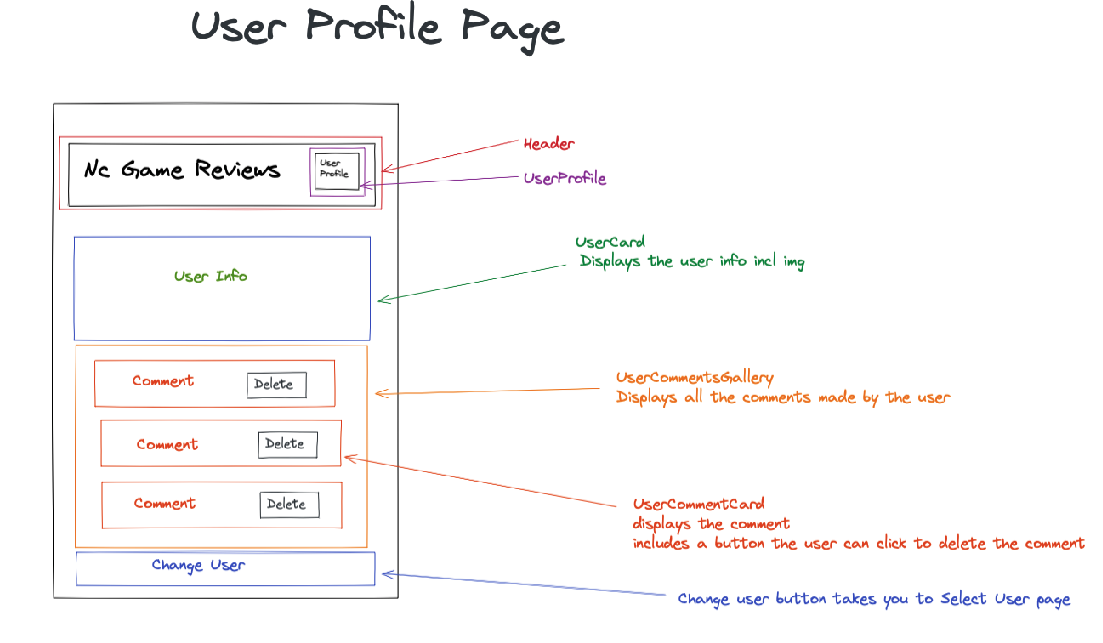 User Profile Page
Header
Nc Game Reviews
User
Profile
UserProfile
UserCard
Displays the user info incl img
User Info
UserCommentsGallery
Displays all the comments made by the user
Comment
Delete
Comment
Delete
UserCommentCard
displays the comment
includes a button the user can click to delete the comment
Comment
Delete
Change User
Change user button takes you to Select User page